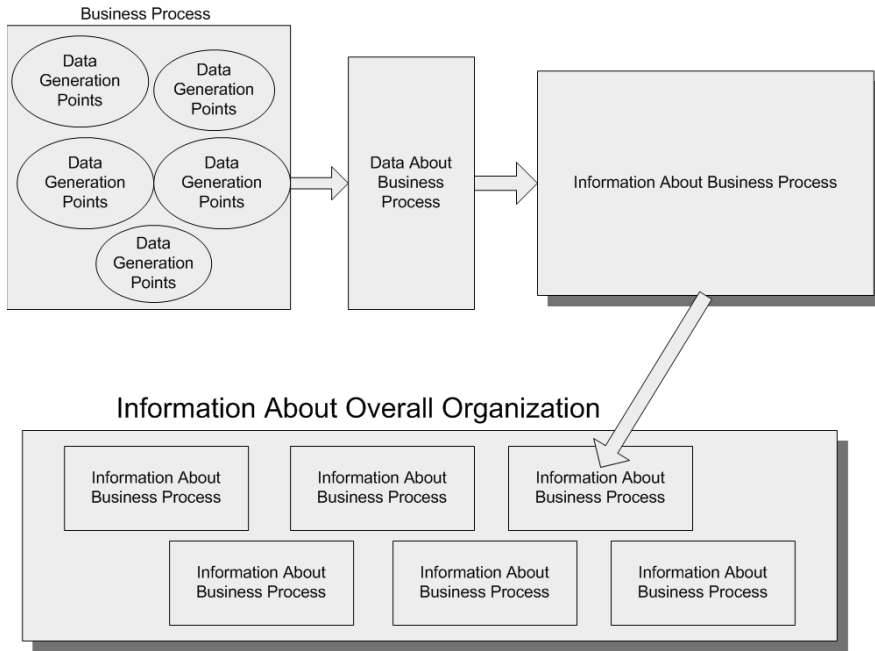 Business Process
Data
Generation
Points
Data
Generation
Points
Data
Generation
Points
Data
Generation
Points
Data
Generation
Points
Data About
Business
Process
Information About Business Process
Information About Overall Organization
Information About
Business Process
Information About
Business Process
Information About
Business Process
Information About
Business Process
Information About
Business Process
Information About
Business Process